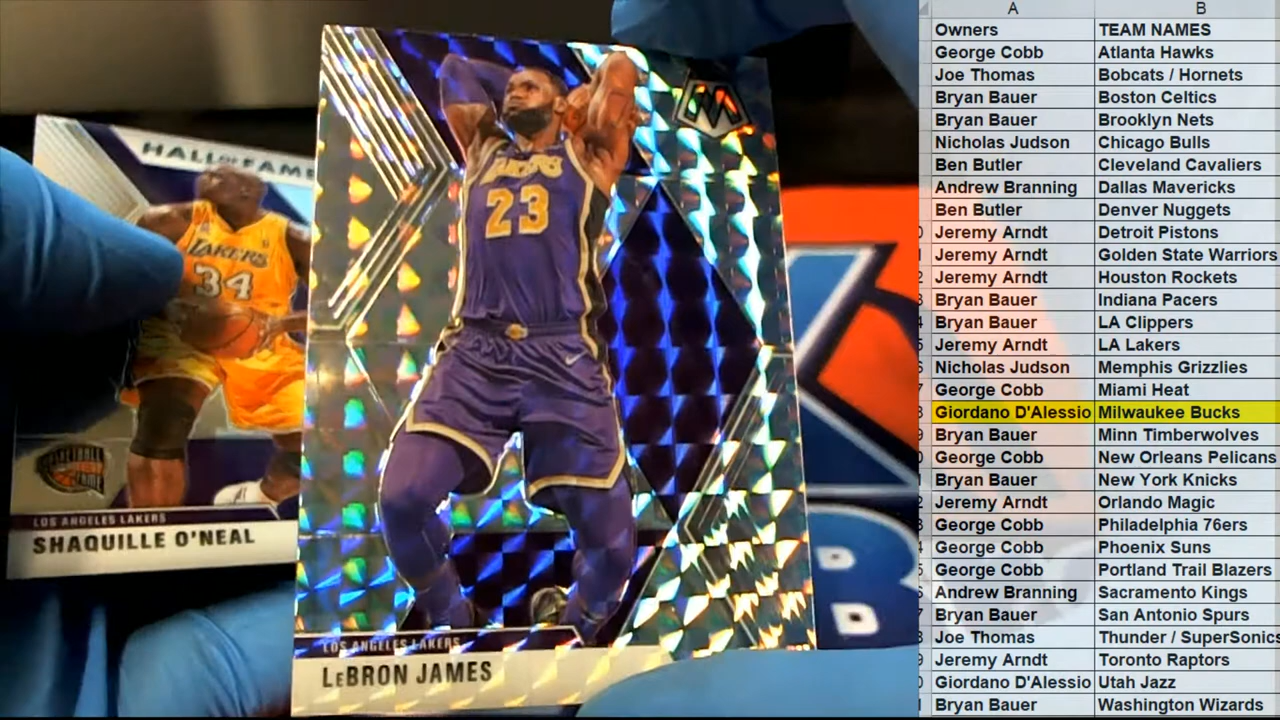 HALL OF FAME
LAKERS
34
LOS ANGELES LAKERS
SHAQUILLE O'NEAL
LAKERS
23
M
LOS ANGELES LAKERS
LeBRON JAMES
B
A B
Owners TEAM NAMES
George Cobb Atlanta Hawks
Joe Thomas Bobcats / Hornets
Bryan Bauer Boston Celtics
Bryan Bauer Brooklyn Nets
Nicholas Judson Chicago Bulls
Ben Butler Cleveland Cavaliers
Andrew Branning Dallas Mavericks
Ben Butler Denver Nuggets
Jeremy Arndt Detroit Pistons
Jeremy Arndt Golden State Warriors
Jeremy Arndt Houston Rockets
Bryan Bauer Indiana Pacers
Bryan Bauer LA Clippers
Jeremy Arndt LA Lakers
Nicholas Judson Memphis Grizzlies
George Cobb Miami Heat
Giordano D'Alessio Milwaukee Bucks
Bryan Bauer Minn Timberwolves
George Cobb New Orleans Pelicans
Bryan Bauer New York Knicks
Jeremy Arndt Orlando Magic
George Cobb Philadelphia 76ers
George Cobb Phoenix Suns
George Cobb Portland Trail Blazers
Andrew Branning Sacramento Kings
Bryan Bauer San Antonio Spurs
Joe Thomas Thunder / SuperSonics
Jeremy Arndt Toronto Raptors
Giordano D'Alessio Utah Jazz
Bryan Bauer Washington Wizards